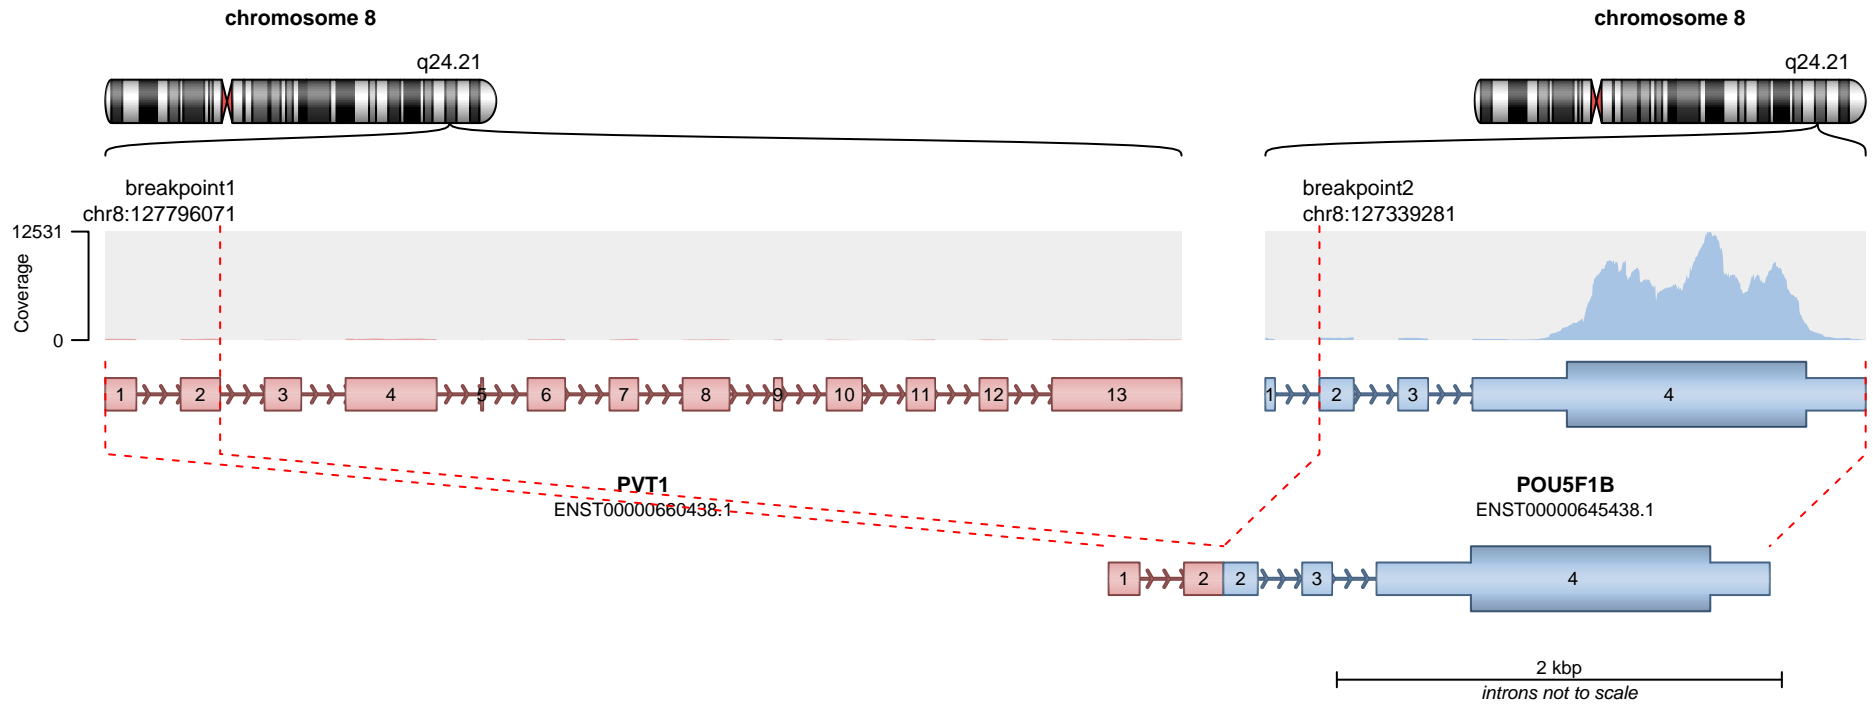 chromosome 8
chromosome 8
q24.21
q24.21
breakpoint1
chr8:127796071
breakpoint2
chr8:127339281
12531
Coverage
0
1 2 3 4 5 6 7 8 9 10 11 12 13
1 2 3 4
PVT1
ENST00000660438.1
POU5F1B
ENST00000645438.1
1 2 2 3 4
2 kbp
introns not to scale